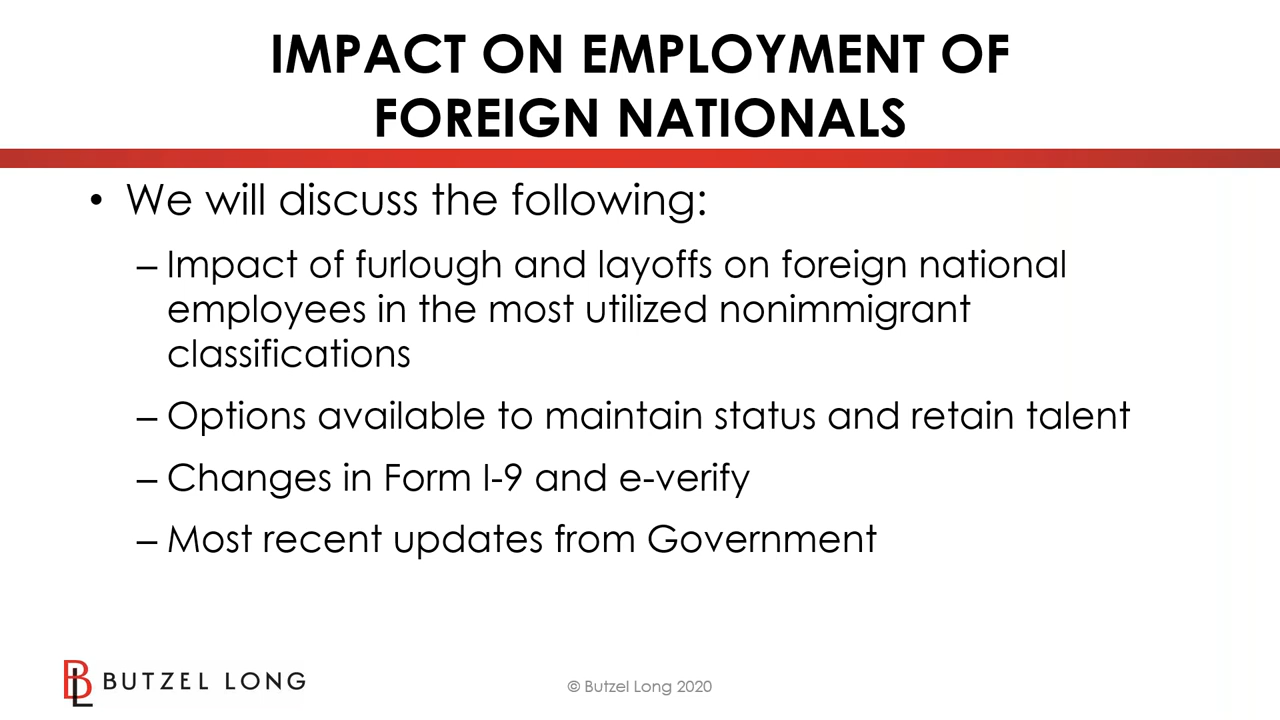 IMPACT ON EMPLOYMENT OF
FOREIGN NATIONALS
• We will discuss the following:
– Impact of furlough and layoffs on foreign national
employees in the most utilized nonimmigrant
classifications
– Options available to maintain status and retain talent
– Changes in Form I-9 and e-verify
– Most recent updates from Government
BL BUTZEL LONG
© Butzel Long 2020